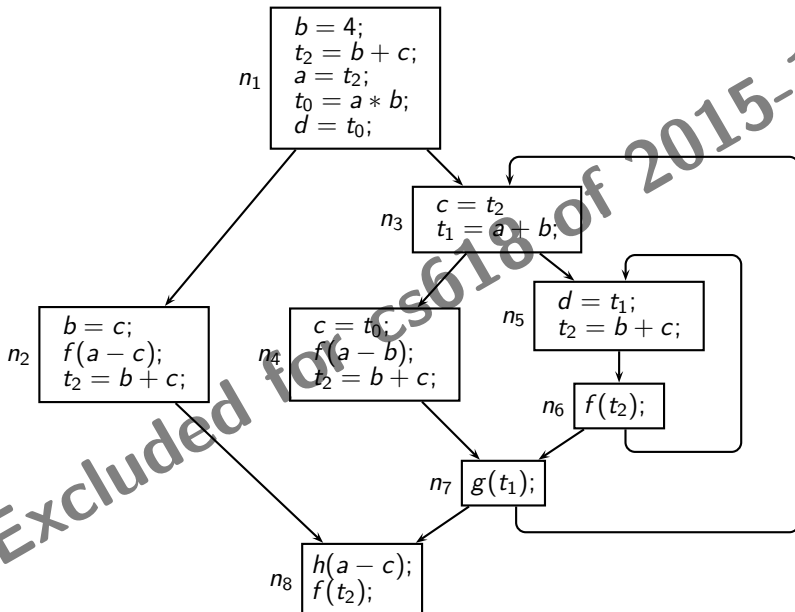 n1
b = 4;
t2 = b + c;
a = t2;
t0 = a ∗ b;
d = t0;
n3
c = t2
t1 = a + b;
n2
b = c;
f(a − c);
t2 = b + c;
n4
c = t0;
f(a − b);
t2 = b + c;
n5
d = t1;
t2 = b + c;
n6
f(t2);
n7
g(t1);
n8
h(a − c);
f(t2);
Excluded for cs618 of 2015-